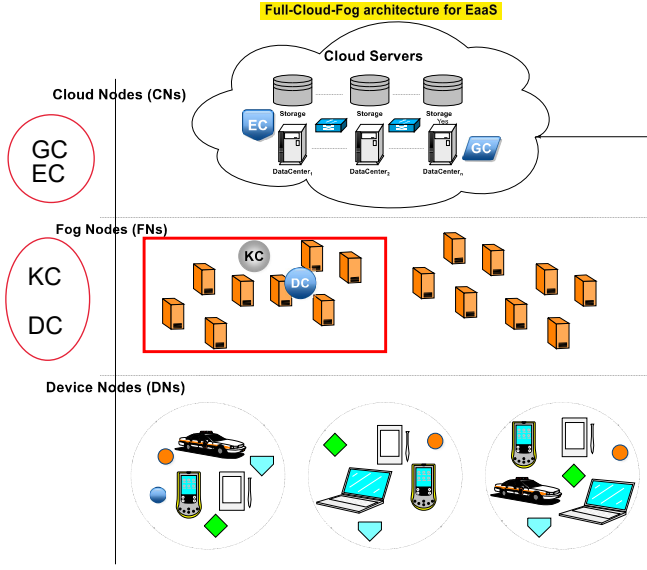 Full-Cloud-Fog architecture for EaaS
Cloud Servers
Cloud Nodes (CNs)
Storage
Storage
Storage
Yes
EC
GC
DataCenter1
DataCenter2
DataCentern
GC
EC
Fog Nodes (FNs)
KC
DC
KC
DC
Device Nodes (DNs)